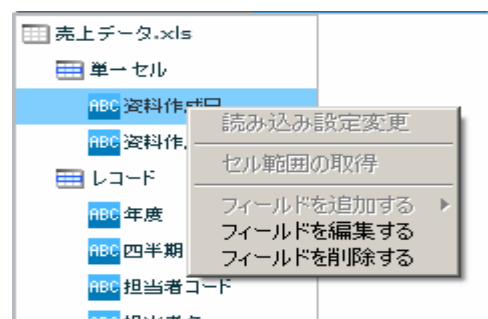 売上データ.xls
単一セル
ABC 資料作成日
ABC 資料作
レコード
ABC 年度
ABC 四半期
ABC 担当者コード
読み込み設定変更
セル範囲の取得
フィールドを追加する
フィールドを編集する
フィールドを削除する